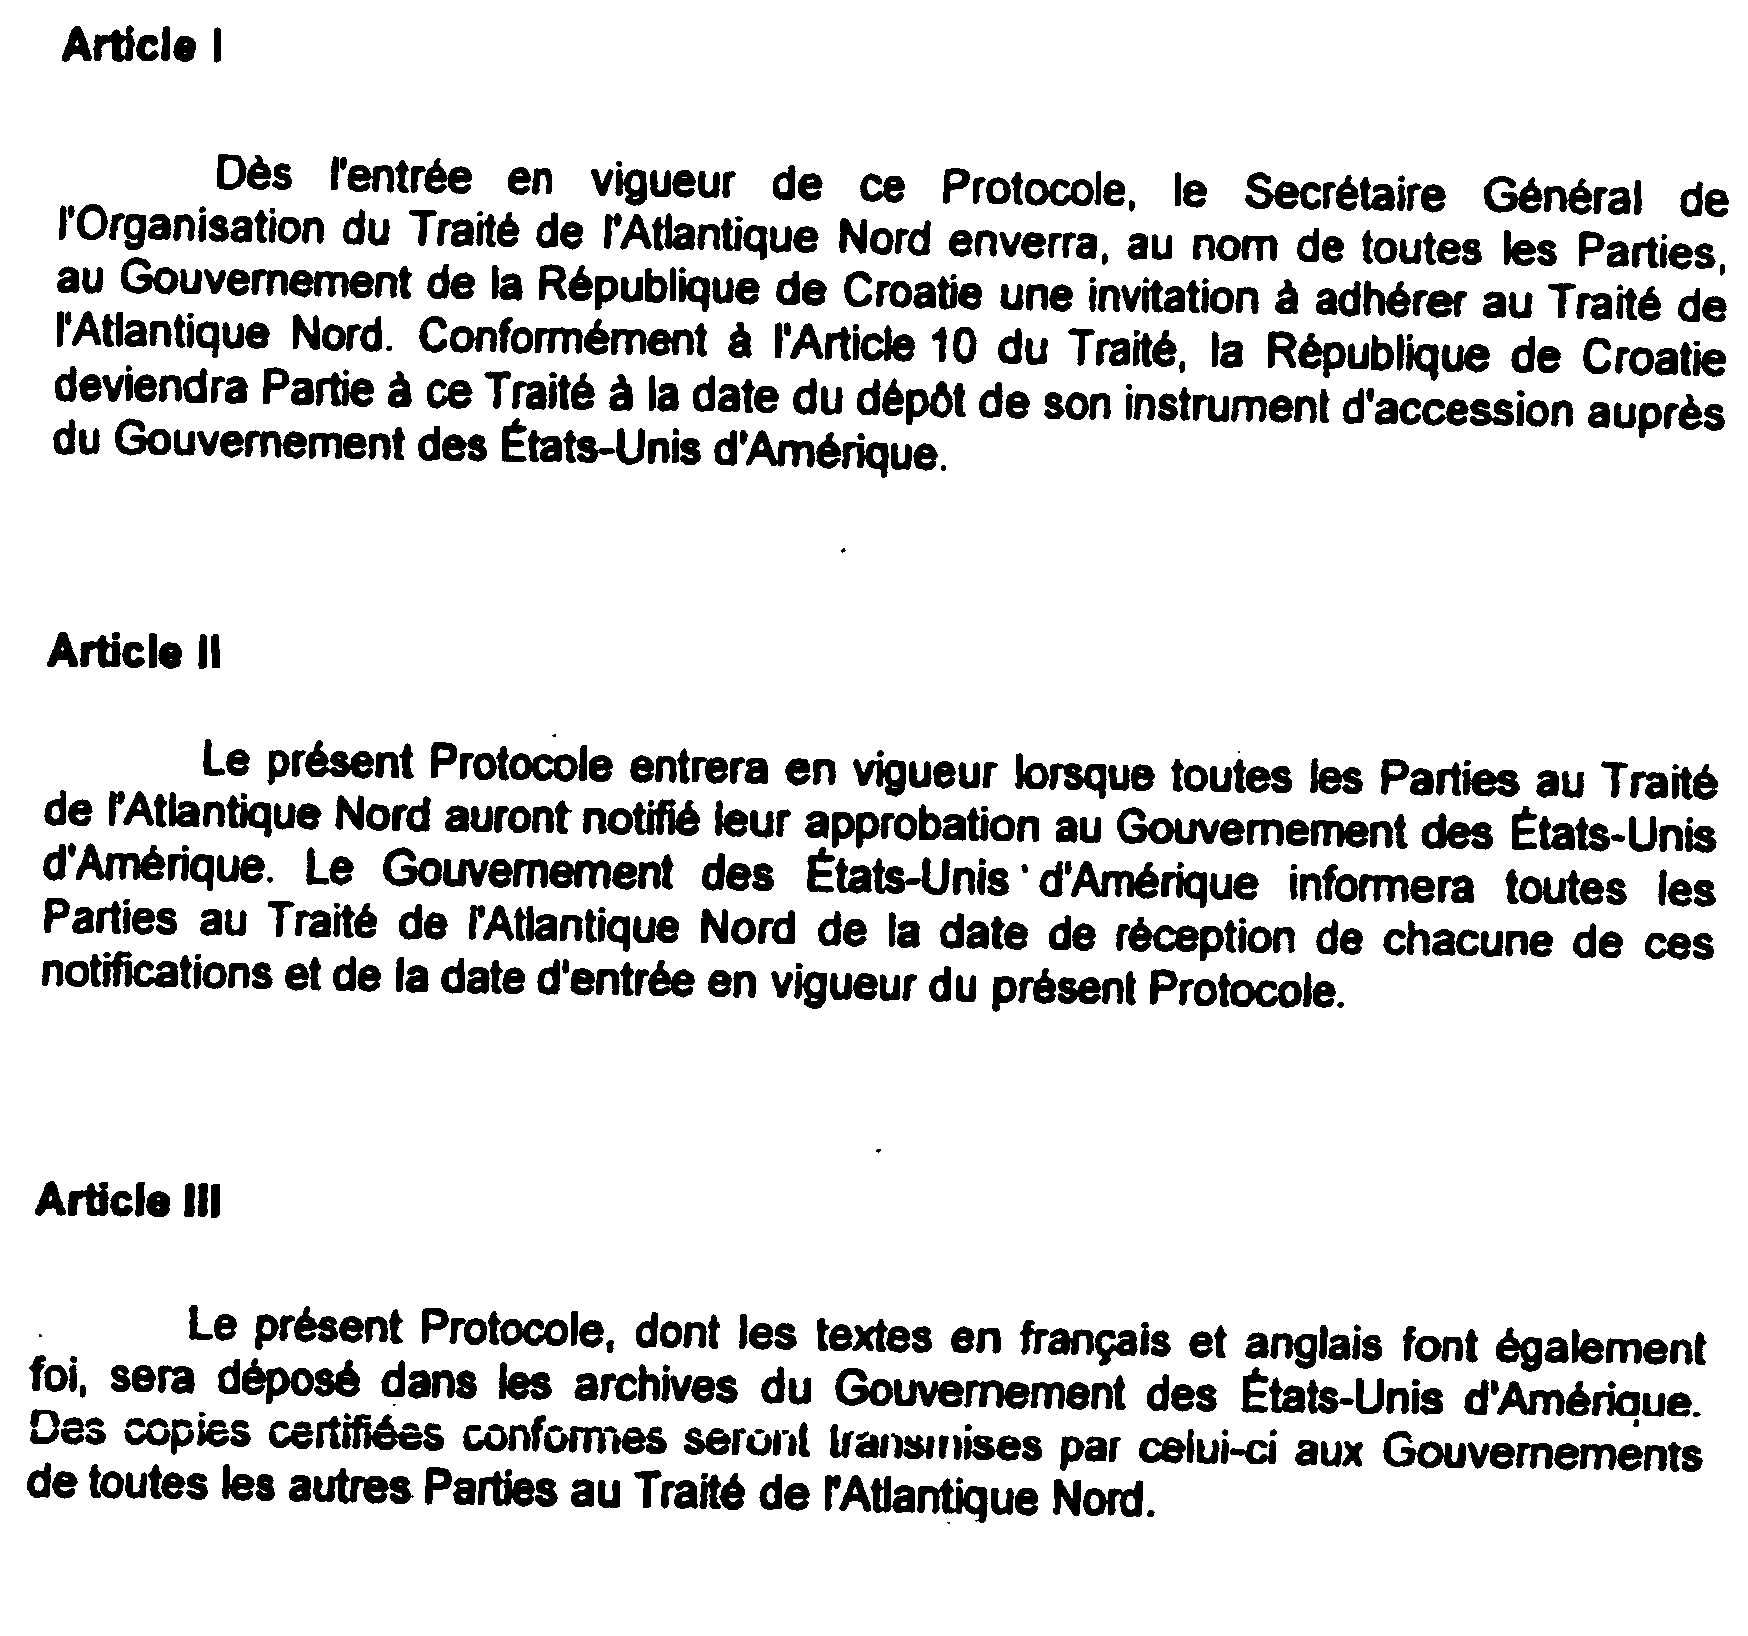 Article I
Dès l'entrée en vigueur de ce Protocole, le Secrétaire Général de
l'Organisation du Traité de l'Atlantique Nord enverra, au nom de toutes les Parties,
au Gouvernement de la République de Croatie une invitation à adhérer au Traité de
l'Atlantique Nord. Conformément à l'Article 10 du Traité, la République de Croatie
deviendra Partie à ce Traité à la date du dépôt de son instrument d'accession auprès
du Gouvernement des États-Unis d'Amérique.
Article II
Le présent Protocole entrera en vigueur lorsque toutes les Parties au Traité
de l'Atlantique Nord auront notifié leur approbation au Gouvernement des États-Unis
d'Amérique. Le Gouvernement des États-Unis d'Amérique informera toutes les
Parties au Traité de l'Atlantique Nord de la date de réception de chacune de ces
notifications et de la date d'entrée en vigueur du présent Protocole.
Article III
Le présent Protocole, dont les textes en français et anglais font également
foi, sera déposé dans les archives du Gouvernement des États-Unis d'Amérique.
Des copies certifiées conformes seront transmises par celui-ci aux Gouvernements
de toutes les autres Parties au Traité de l'Atlantique Nord.